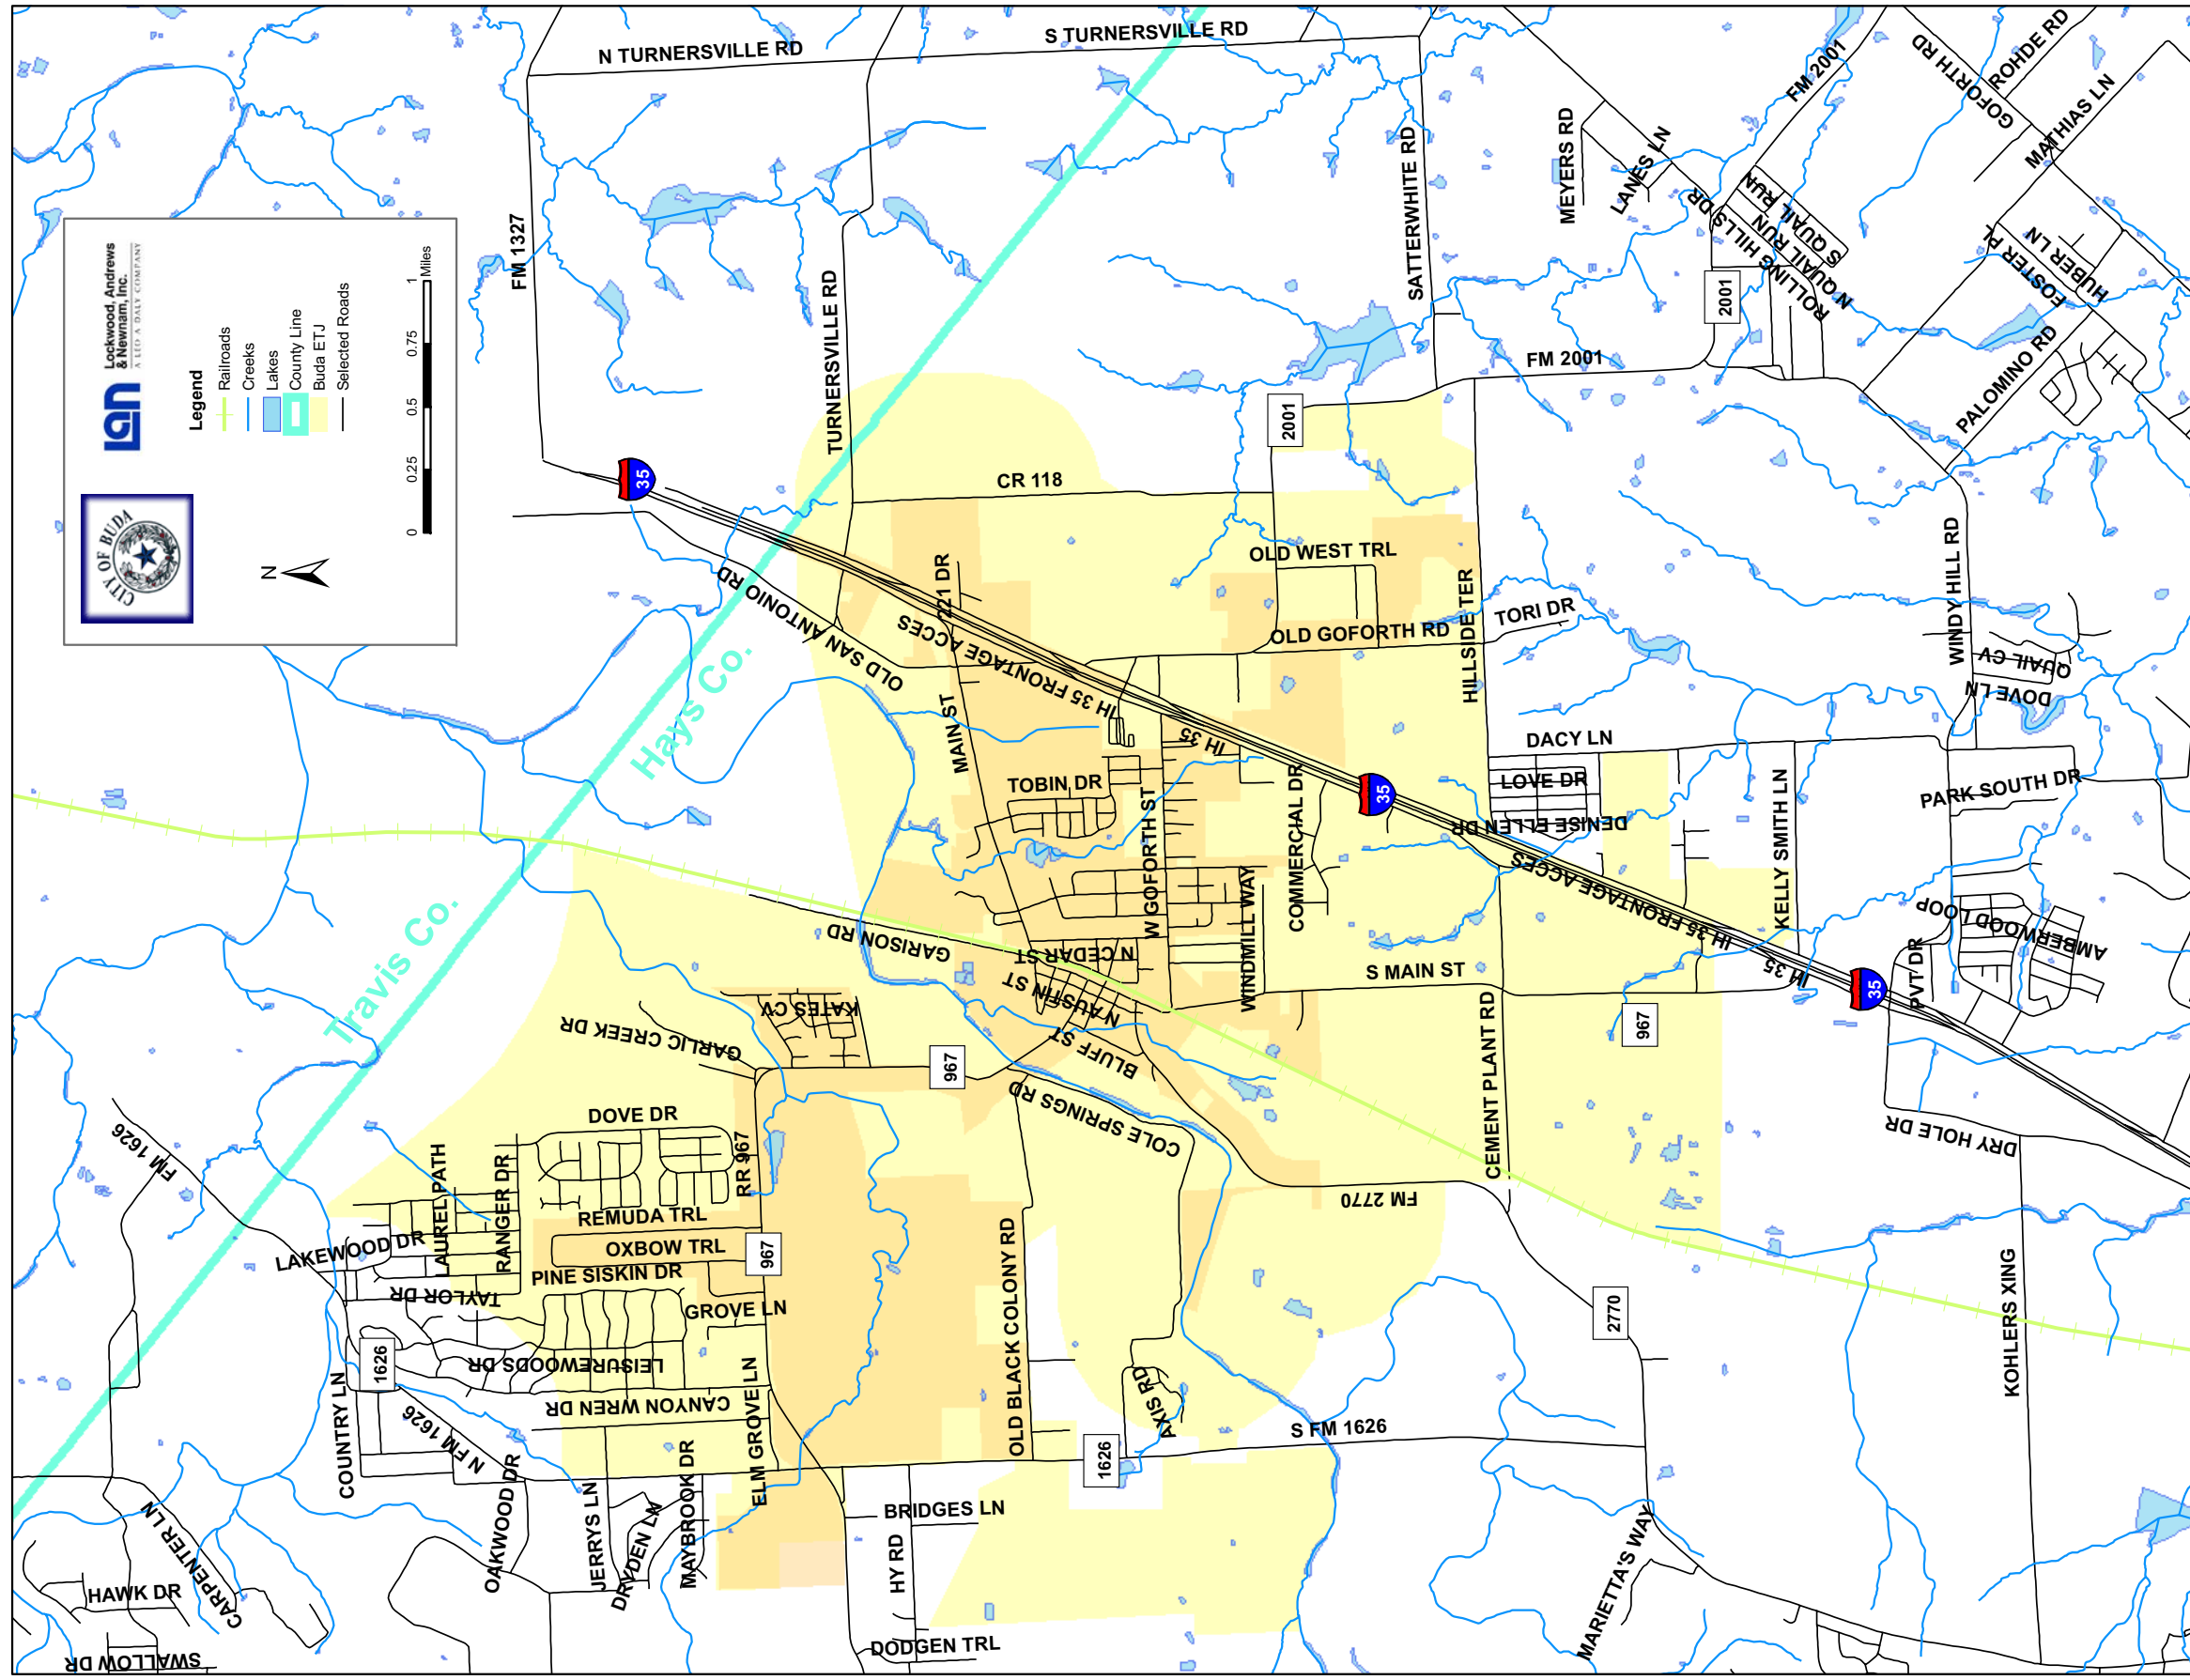 N TURNERSVILLE RD
S TURNERSVILLE RD
FM 2001
GOFORTH RD
ROHIDE RD
MATHIAS LN
MEYERS RD
LANES LN
SATTERWHITE RD
FM 1327
TURNERSVILLE RD
ROLLING HILLS DR
N QUAIL RUN
S QUAIL RUN
FOSTER PL
HUBER LN
PALOMINO RD
2001
FM 2001
2001
CITY OF BUDA
lan
Lockwood, Andrews
& Newnam, Inc.
A LEO A DALY COMPANY
Legend
Railroads
Creeks
Lakes
County Line
Buda ETJ
Selected Roads
0
0.25
0.5
0.75
1
Miles
N
35
CR 118
OLD WEST TRL
221 DR
OLD SAN ANTONIO RD
IH 35 FRONTAGE ACCES
OLD GOFORTH RD
HILLSIDE TER
TORI DR
WINDY HILL RD
QUAIL CV
DOVE LN
Hays Co.
Travis Co.
MAIN ST
IH 35
TOBIN DR
W GOFORTH ST
COMMERCIAL DR
35
DACY LN
LOVE DR
DENISE ELLEN DR
PARK SOUTH DR
KELLY SMITH LN
IH 35 FRONTAGE ACCES
AMBERWOOD LOOP
GARISON RD
N CEDAR ST
N AUSTIN ST
BLUFF ST
WINDMILL WAY
S MAIN ST
IH 35
35
PVT DR
967
KATES CV
GARLIC CREEK DR
967
COLE SPRINGS RD
CEMENT PLANT RD
DRY HOLE DR
FM 1626
DOVE DR
RR 967
LAUREL PATH
RANGER DR
REMUDA TRL
OXBOW TRL
PINE SISKIN DR
967
LAKEWOOD DR
TAYLOR DR
GROVE LN
FM 2770
2770
KOHLERS XING
OLD BLACK COLONY RD
1626
LEISUREWOODS DR
CANYON WREN DR
COUNTRY LN
N FM 1626
ELM GROVE LN
AXIS RD
S FM 1626
1626
OAKWOOD DR
JERRYS LN
DRYDEN LN
MAYBROOK DR
BRIDGES LN
HY RD
DODGEN TRL
MARIETTA'S WAY
CARPENTER LN
HAWK DR
SWALLOW DR